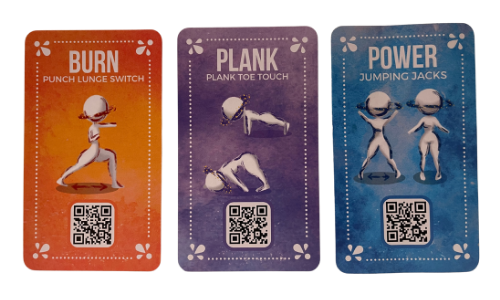 BURN
PUNCH LUNGE SWITCH
PLANK
PLANK TOE TOUCH
POWER
JUMPING JACKS